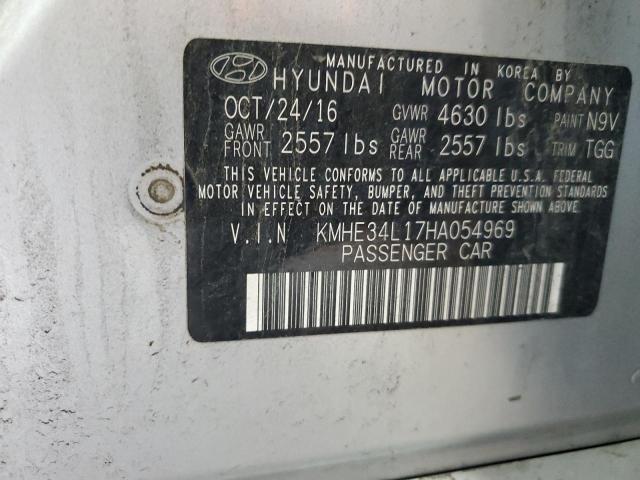 MANUFACTURED IN KOREA BY
HYUNDAI MOTOR COMPANY
OCT/24/16 GVWR 4630 lbs PAINT N9V
GAWR FRONT 2557 lbs GAWR REAR 2557 lbs TRIM TGG
THIS VEHICLE CONFORMS TO ALL APPLICABLE U.S.A. FEDERAL
MOTOR VEHICLE SAFETY, BUMPER, AND THEFT PREVENTION STANDARDS
IN EFFECT ON THE DATE OF MANUFACTURE SHOWN ABOVE.
V.I.N KMHE34L17HA054969
PASSENGER CAR